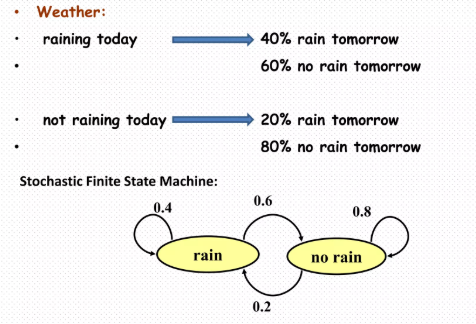 • Weather:
• raining today 40% rain tomorrow
• 60% no rain tomorrow
• not raining today 20% rain tomorrow
• 80% no rain tomorrow
Stochastic Finite State Machine:
0.4 0.6 0.8
rain no rain
0.2